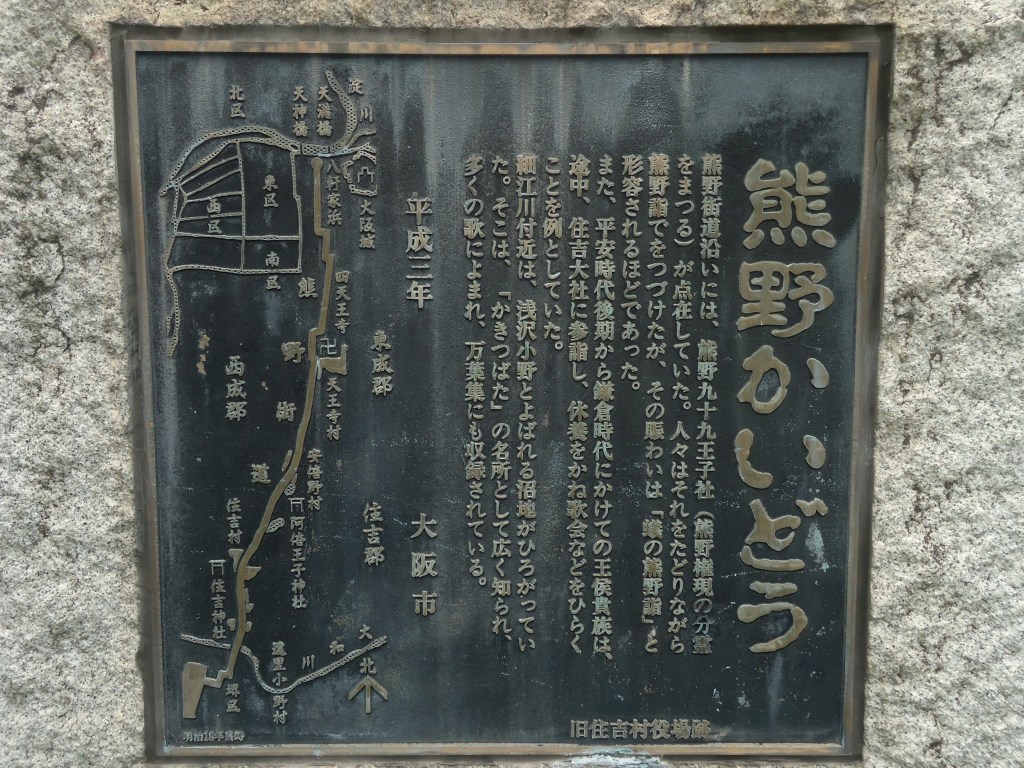 熊野かいどう
熊野街道沿いには、熊野九十九王子社（熊野権現の分霊
をまつる）が点在していた。人々はそれをたどりながら
熊野詣でをつづけたが、その賑わいは「蟻の熊野詣」と
形容されるほどであった。
また、平安時代後期から鎌倉時代にかけての王侯貴族は、
途中、住吉大社に参詣し、休養をかね歌会などをひらく
ことを例としていた。
細江川付近は、浅沢小野とよばれる沼地がひろがってい
た。そこは、「かきつばた」の名所として広く知られ、
多くの歌によまれ、万葉集にも収録されている。
平成三年
大阪市
旧住吉村役場跡
淀川
天満橋
天神橋
北区
八軒家浜
大阪城
東区
西区
南区
熊野街道
四天王寺
天王寺村
東成郡
西成郡
安倍野村
阿倍王子神社
住吉郡
住吉村
住吉神社
大和川
遠里小野村
堺区
北